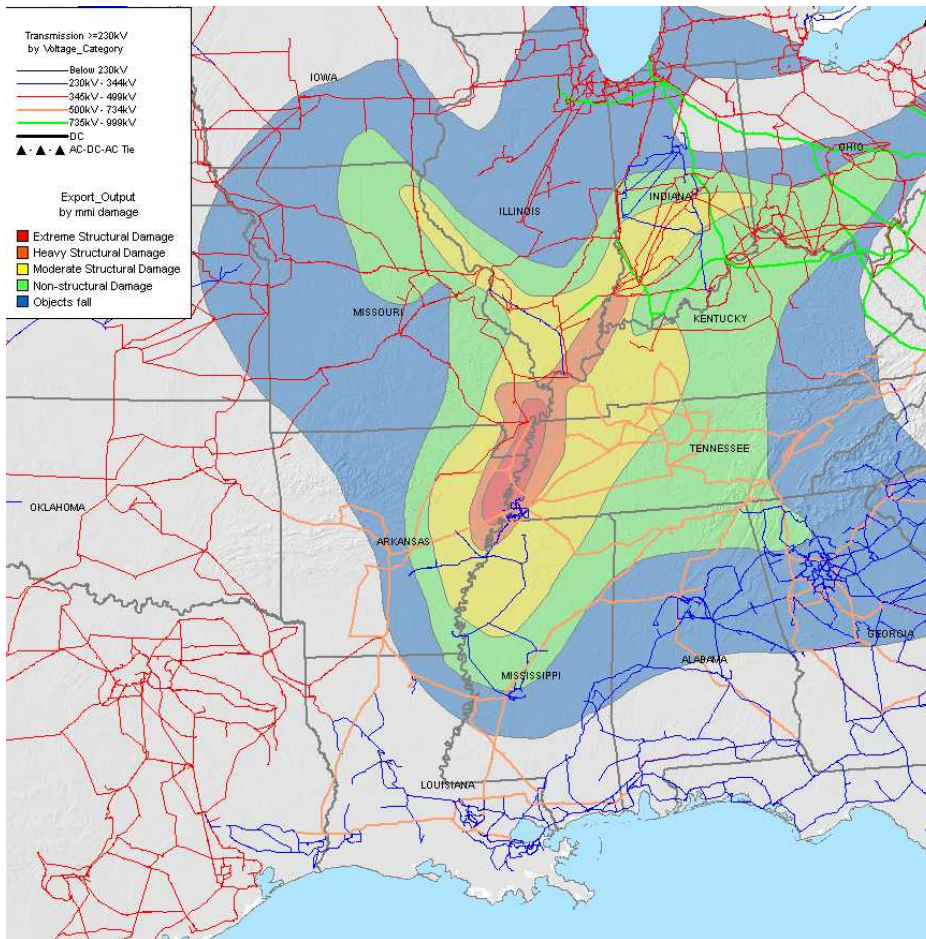 Transmission >=230kV
by Voltage_Category
Below 230kV
230kV - 344kV
345kV - 499kV
500kV - 734kV
735kV - 999kV
DC
AC-DC-AC Tie
Export_Output
by mmi damage
Extreme Structural Damage
Heavy Structural Damage
Moderate Structural Damage
Non-structural Damage
Objects fall
IOWA
OHIO
ILLINOIS
INDIANA
MISSOURI
KENTUCKY
TENNESSEE
OKLAHOMA
ARKANSAS
GEORGIA
ALABAMA
MISSISSIPPI
LOUISIANA